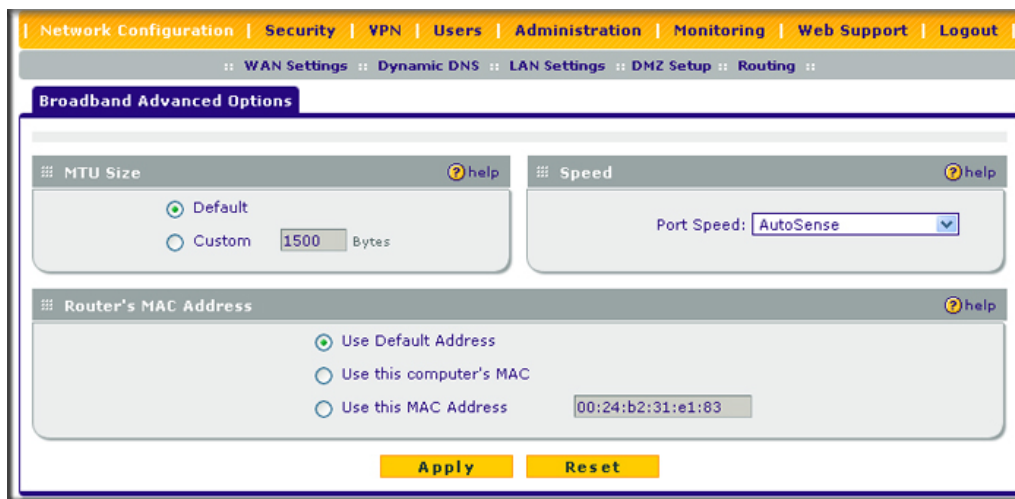 | Network Configuration | Security | VPN | Users | Administration | Monitoring | Web Support | Logout |
:: WAN Settings :: Dynamic DNS :: LAN Settings :: DMZ Setup :: Routing ::
Broadband Advanced Options
MTU Size
?help
Default
Custom 1500 Bytes
Speed
?help
Port Speed: AutoSense
Router's MAC Address
?help
Use Default Address
Use this computer's MAC
Use this MAC Address 00:24:b2:31:e1:83
Apply
Reset